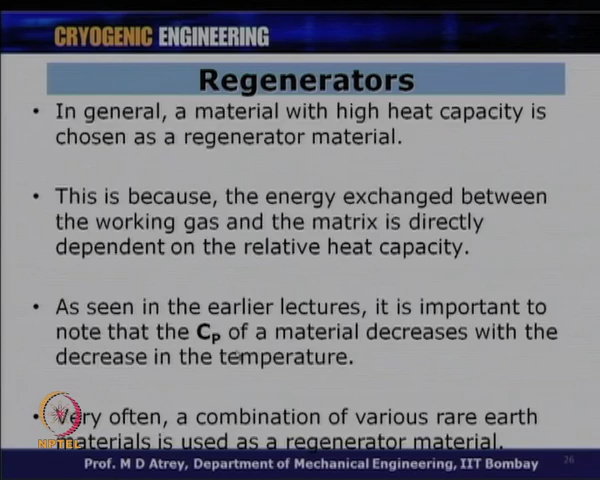 CRYOGENIC ENGINEERING
Regenerators
• In general, a material with high heat capacity is
chosen as a regenerator material.
• This is because, the energy exchanged between
the working gas and the matrix is directly
dependent on the relative heat capacity.
• As seen in the earlier lectures, it is important to
note that the CP of a material decreases with the
decrease in the temperature.
• Very often, a combination of various rare earth
materials is used as a regenerator material.
NPTEL
Prof. M D Atrey, Department of Mechanical Engineering, IIT Bombay
26